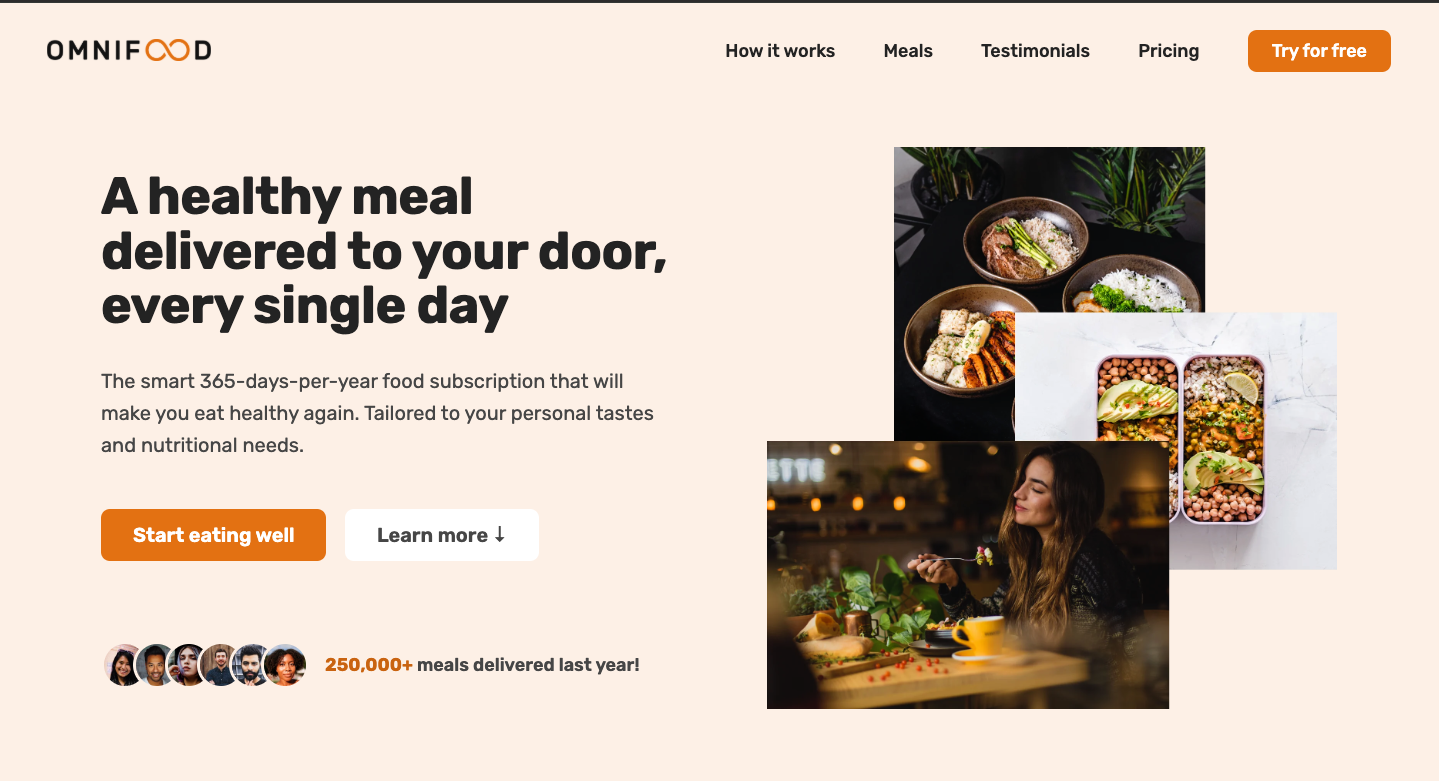 OMNIFOOD
How it works
Meals
Testimonials
Pricing
Try for free
A healthy meal
delivered to your door,
every single day
The smart 365-days-per-year food subscription that will
make you eat healthy again. Tailored to your personal tastes
and nutritional needs.
Start eating well
Learn more ↓
250,000+ meals delivered last year!
ETTE